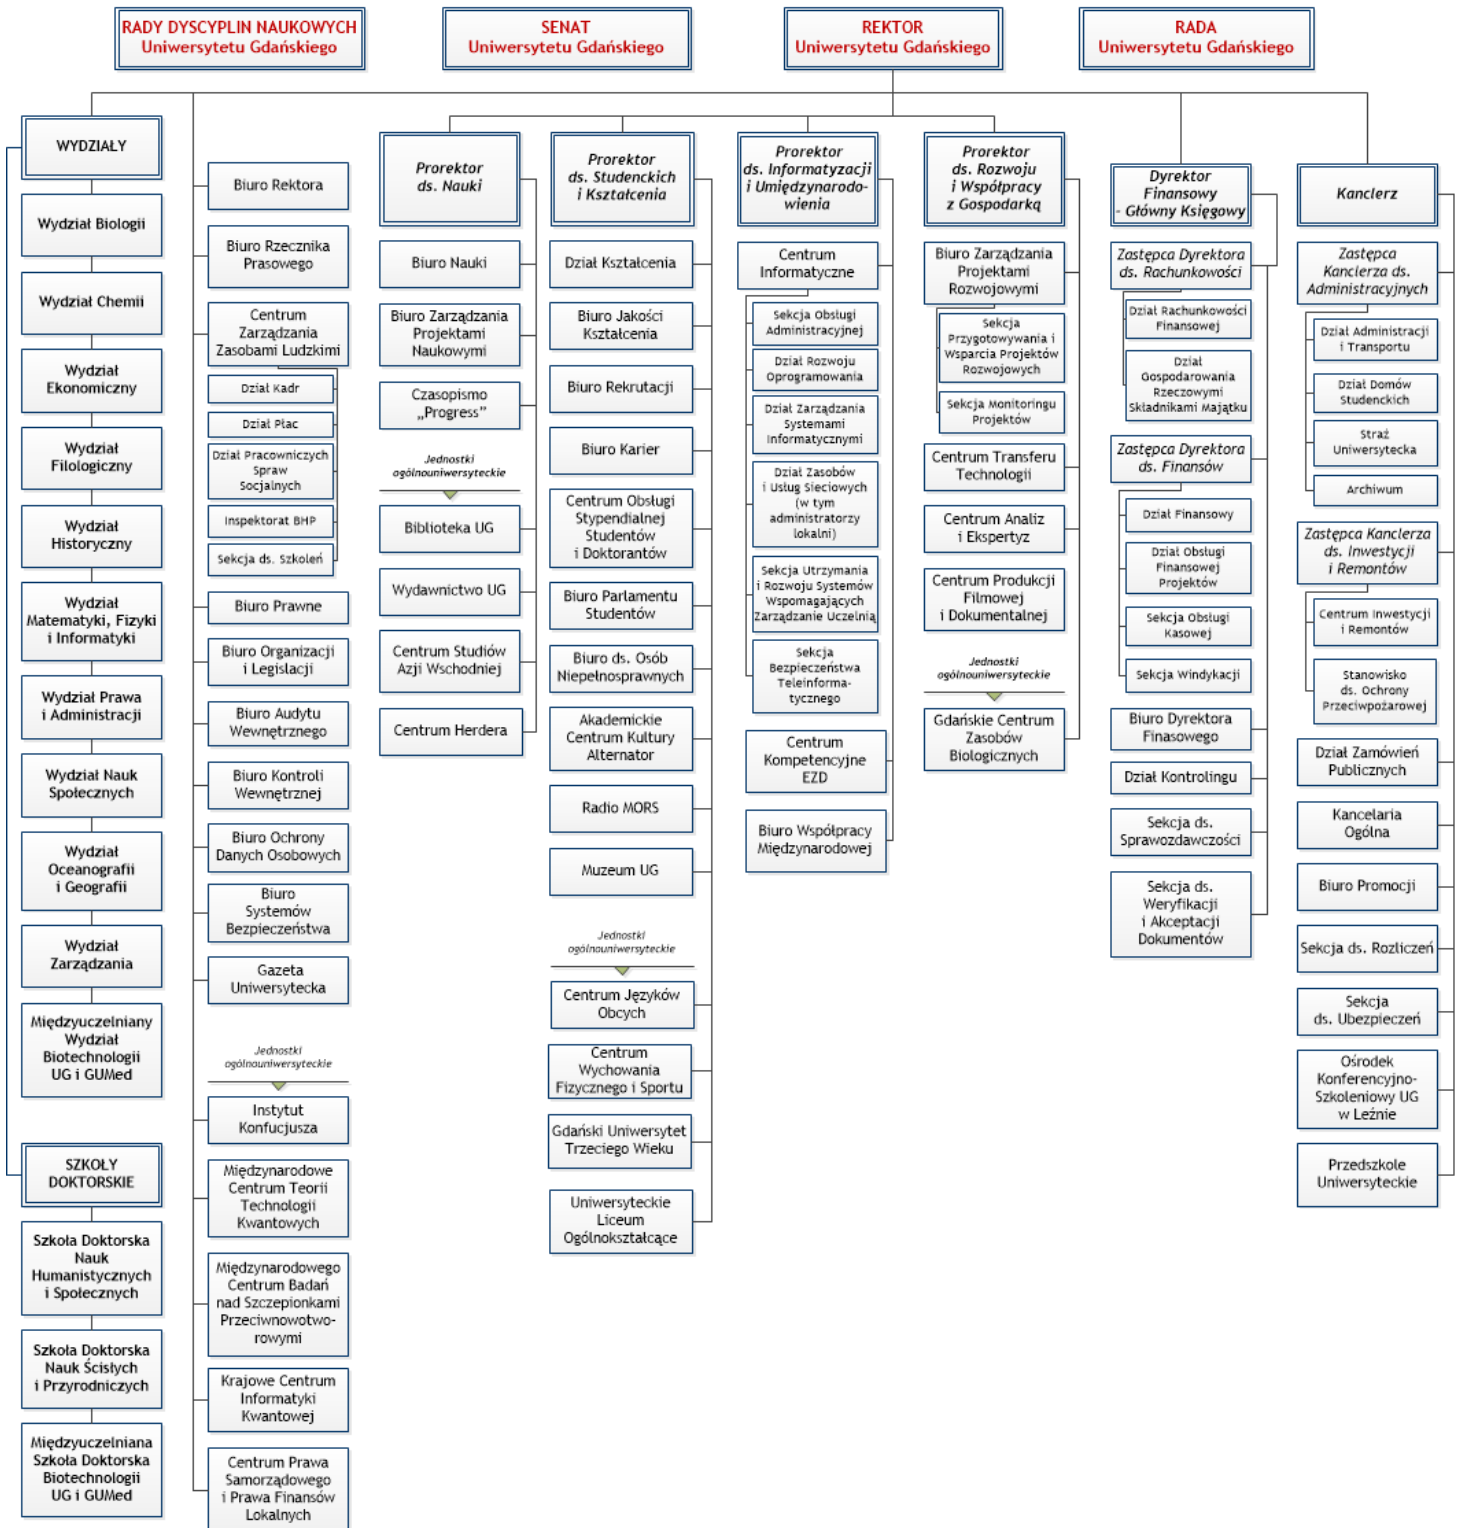 RADY DYSCYPLIN NAUKOWYCH
Uniwersytetu Gdańskiego
SENAT
Uniwersytetu Gdańskiego
REKTOR
Uniwersytetu Gdańskiego
RADA
Uniwersytetu Gdańskiego
WYDZIAŁY
Wydział Biologii
Wydział Chemii
Wydział
Ekonomiczny
Wydział
Filologiczny
Wydział
Historyczny
Wydział
Matematyki, Fizyki
i Informatyki
Wydział Prawa
i Administracji
Wydział Nauk
Społecznych
Wydział
Oceanografii
i Geografii
Wydział
Zarządzania
Międzyuczelniany
Wydział
Biotechnologii
UG i GUMed
SZKOŁY
DOKTORSKIE
Szkoła Doktorska
Nauk
Humanistycznych
i Społecznych
Szkoła Doktorska
Nauk Ścisłych
i Przyrodniczych
Międzyuczelniana
Szkoła Doktorska
Biotechnologii
UG i GUMed
Biuro Rektora
Biuro Rzecznika
Prasowego
Centrum
Zarządzania
Zasobami Ludzkimi
Dział Kadr
Dział Płac
Dział Pracowniczych
Spraw
Socjalnych
Inspektorat BHP
Sekcja ds. Szkoleń
Biuro Prawne
Biuro Organizacji
i Legislacji
Biuro Audytu
Wewnętrznego
Biuro Kontroli
Wewnętrznej
Biuro Ochrony
Danych Osobowych
Biuro
Systemów
Bezpieczeństwa
Gazeta
Uniwersytecka
Jednostki
ogólnouniwersyteckie
Instytut
Konfucjusza
Międzynarodowe
Centrum Teorii
Technologii
Kwantowych
Międzynarodowego
Centrum Badań
nad Szczepionkami
Przeciwnowotwo-
rowymi
Krajowe Centrum
Informatyki
Kwantowej
Centrum Prawa
Samorządowego
i Prawa Finansów
Lokalnych
Prorektor
ds. Nauki
Biuro Nauki
Biuro Zarządzania
Projektami
Naukowymi
Czasopismo
„Progress”
Jednostki
ogólnouniwersyteckie
Biblioteka UG
Wydawnictwo UG
Centrum Studiów
Azji Wschodniej
Centrum Herdera
Prorektor
ds. Studenckich
i Kształcenia
Dział Kształcenia
Biuro Jakości
Kształcenia
Biuro Rekrutacji
Biuro Karier
Centrum Obsługi
Stypendialnej
Studentów
i Doktorantów
Biuro Parlamentu
Studentów
Biuro ds. Osób
Niepełnosprawnych
Akademickie
Centrum Kultury
Alternator
Radio MORS
Muzeum UG
Jednostki
ogólnouniwersyteckie
Centrum Języków
Obcych
Centrum
Wychowania
Fizycznego i Sportu
Gdański Uniwersytet
Trzeciego Wieku
Uniwersyteckie
Liceum
Ogólnokształcące
Prorektor
ds. Informatyzacji
i Umiędzynarodo-
wienia
Centrum
Informatyczne
Sekcja Obsługi
Administracyjnej
Dział Rozwoju
Oprogramowania
Dział Zarządzania
Systemami
Informatycznymi
Dział Zasobów
i Usług Sieciowych
(w tym
administratorzy
lokalni)
Sekcja Utrzymania
i Rozwoju Systemów
Wspomagających
Zarządzanie Uczelnią
Sekcja
Bezpieczeństwa
Teleinforma-
tycznego
Centrum
Kompetencyjne
EZD
Biuro Współpracy
Międzynarodowej
Prorektor
ds. Rozwoju
i Współpracy
z Gospodarką
Biuro Zarządzania
Projektami
Rozwojowymi
Sekcja
Przygotowywania i
Wsparcia Projektów
Rozwojowych
Sekcja Monitoringu
Projektów
Centrum Transferu
Technologii
Centrum Analiz
i Ekspertyz
Centrum Produkcji
Filmowej
i Dokumentalnej
Jednostki
ogólnouniwersyteckie
Gdańskie Centrum
Zasobów
Biologicznych
Dyrektor
Finansowy
- Główny Księgowy
Zastępca Dyrektora
ds. Rachunkowości
Dział Rachunkowości
Finansowej
Dział
Gospodarowania
Rzeczowymi
Składnikami Majątku
Zastępca Dyrektora
ds. Finansów
Dział Finansowy
Dział Obsługi
Finansowej
Projektów
Sekcja Obsługi
Kasowej
Sekcja Windykacji
Biuro Dyrektora
Finasowego
Dział Kontrolingu
Sekcja ds.
Sprawozdawczości
Sekcja ds.
Weryfikacji
i Akceptacji
Dokumentów
Kanclerz
Zastępca
Kanclerza ds.
Administracyjnych
Dział Administracji
i Transportu
Dział Domów
Studenckich
Straż
Uniwersytecka
Archiwum
Zastępca Kanclerza
ds. Inwestycji
i Remontów
Centrum Inwestycji
i Remontów
Stanowisko
ds. Ochrony
Przeciwpożarowej
Dział Zamówień
Publicznych
Kancelaria
Ogólna
Biuro Promocji
Sekcja ds. Rozliczeń
Sekcja
ds. Ubezpieczeń
Ośrodek
Konferencyjno-
Szkoleniowy UG
w Leźnie
Przedszkole
Uniwersyteckie